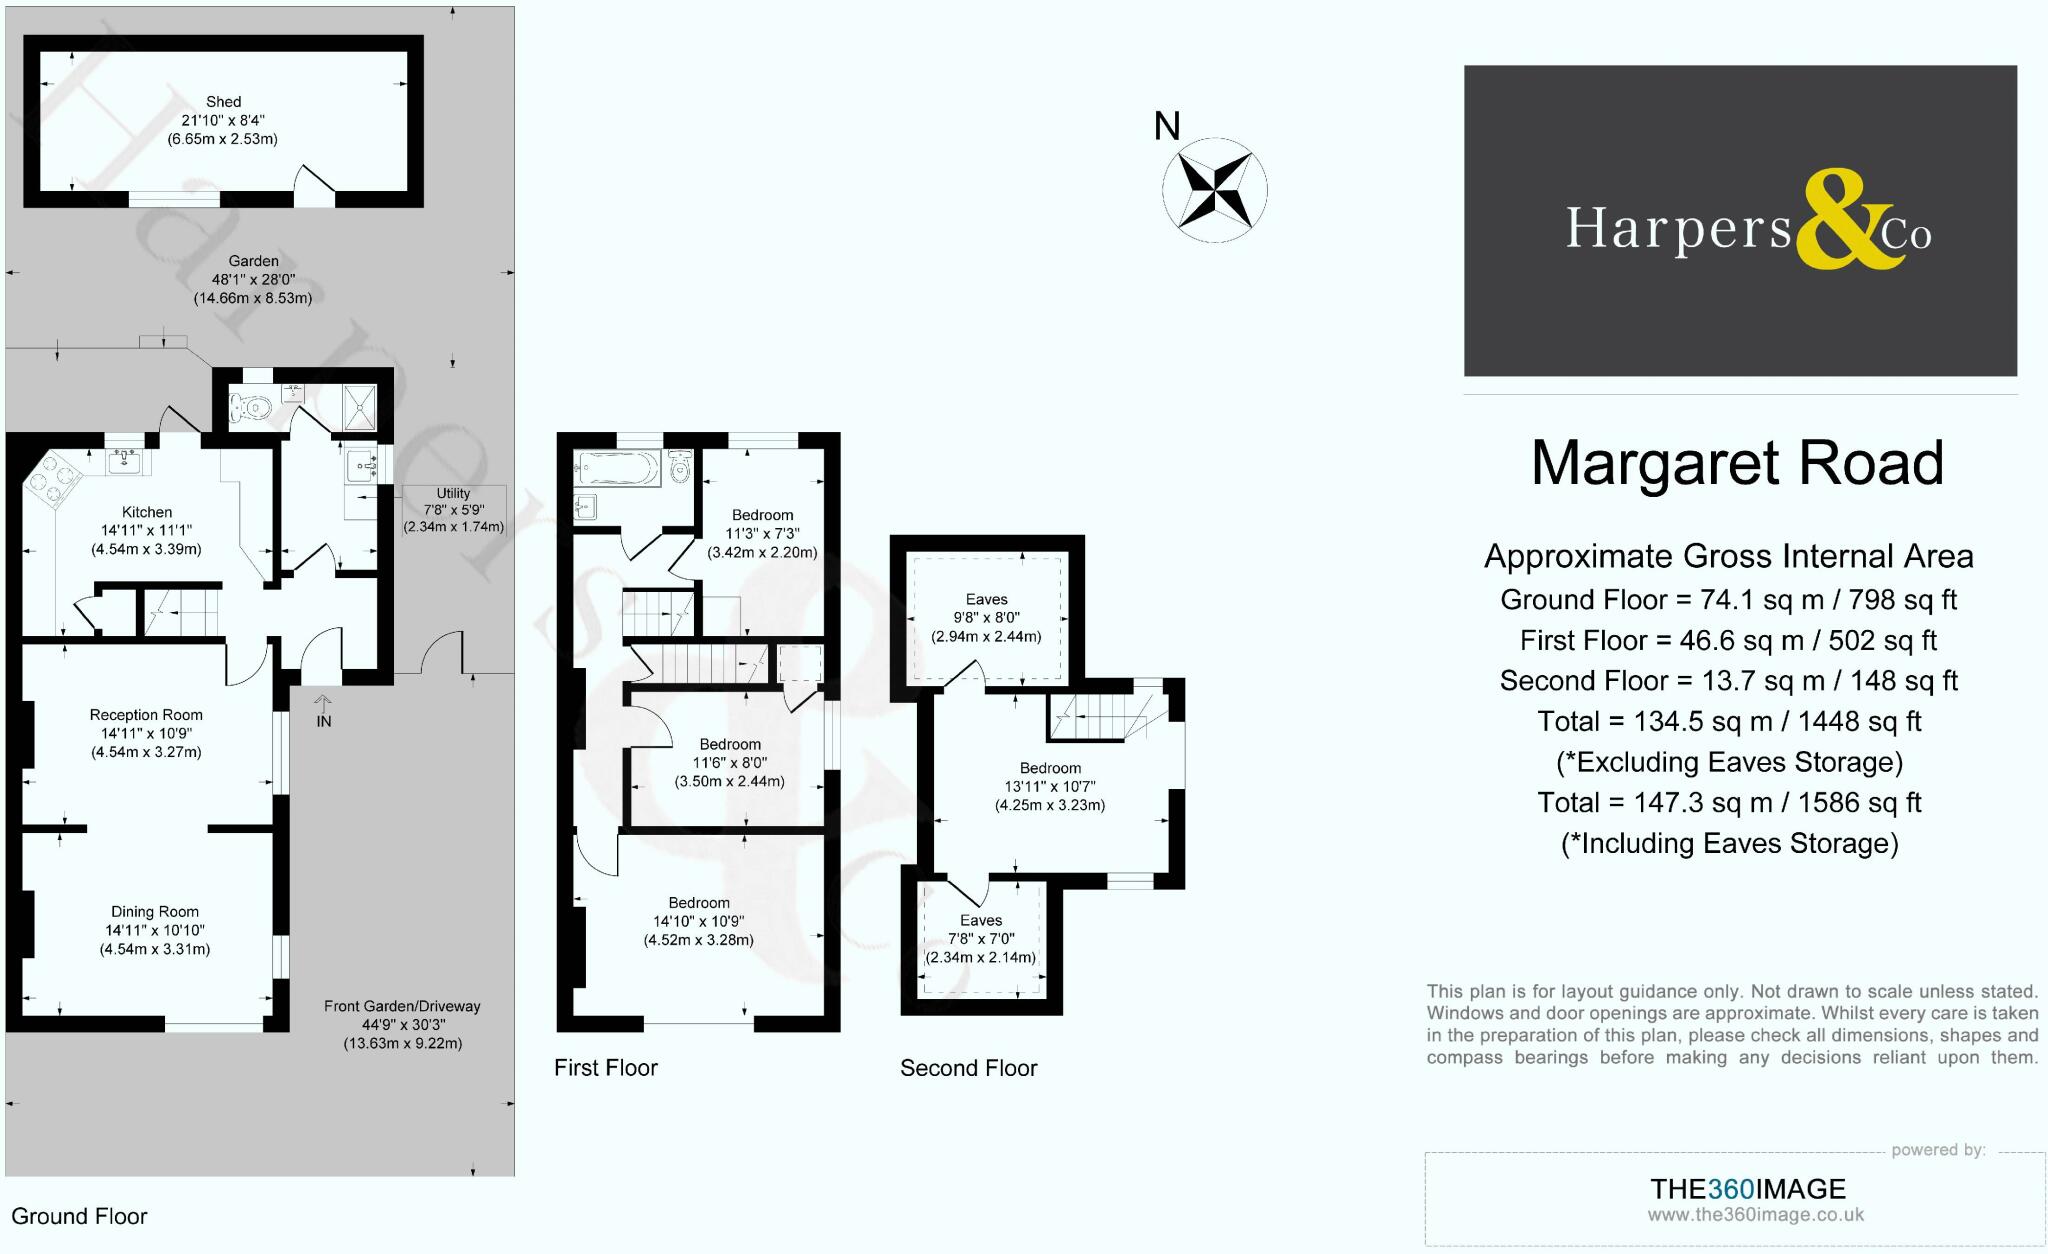 Shed
21'10" x 8'4"
(6.65m x 2.53m)
Garden
48'1" x 28'0"
(14.66m x 8.53m)
Utility
7'8" x 5'9"
(2.34m x 1.74m)
Kitchen
14'11" x 11'1"
(4.54m x 3.39m)
Reception Room
14'11" x 10'9"
(4.54m x 3.27m)
IN
Dining Room
14'11" x 10'10"
(4.54m x 3.31m)
Front Garden/Driveway
44'9" x 30'3"
(13.63m x 9.22m)
Ground Floor
Bedroom
11'3" x 7'3"
(3.42m x 2.20m)
Bedroom
11'6" x 8'0"
(3.50m x 2.44m)
Bedroom
14'10" x 10'9"
(4.52m x 3.28m)
First Floor
Eaves
9'8" x 8'0"
(2.94m x 2.44m)
Bedroom
13'11" x 10'7"
(4.25m x 3.23m)
Eaves
7'8" x 7'0"
(2.34m x 2.14m)
Second Floor
N
Harpers&Co
Harpers & Co
Margaret Road
Approximate Gross Internal Area
Ground Floor = 74.1 sq m / 798 sq ft
First Floor = 46.6 sq m / 502 sq ft
Second Floor = 13.7 sq m / 148 sq ft
Total = 134.5 sq m / 1448 sq ft
(*Excluding Eaves Storage)
Total = 147.3 sq m / 1586 sq ft
(*Including Eaves Storage)
This plan is for layout guidance only. Not drawn to scale unless stated.
Windows and door openings are approximate. Whilst every care is taken
in the preparation of this plan, please check all dimensions, shapes and
compass bearings before making any decisions reliant upon them.
powered by:
THE360IMAGE
www.the360image.co.uk